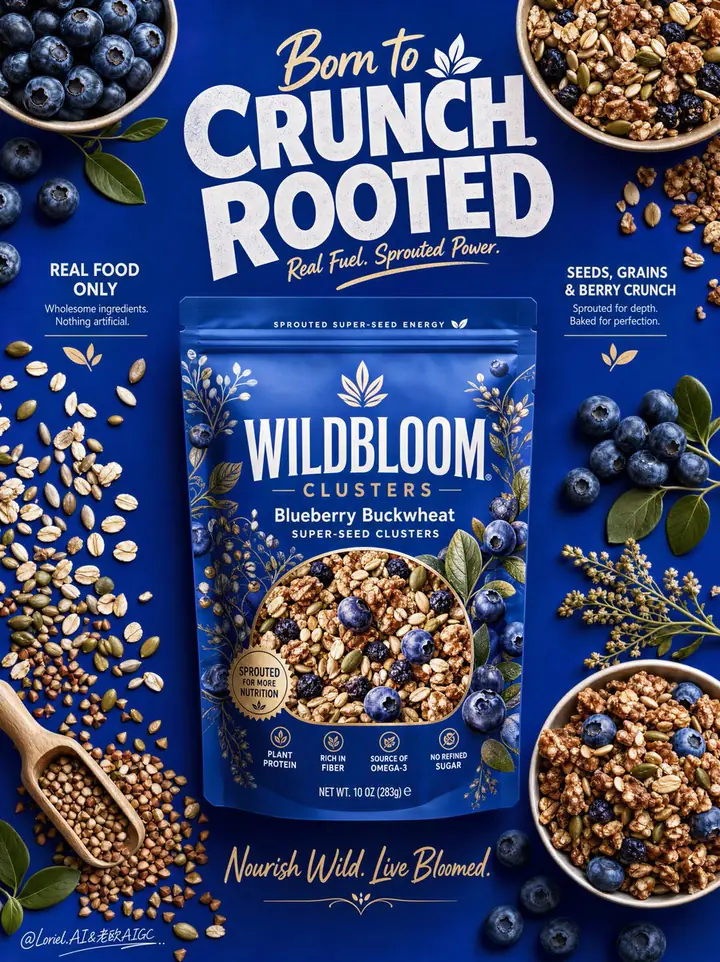 Born to
CRUNCH.
ROOTED
Real Fuel. Sprouted Power.
REAL FOOD
ONLY
Wholesome ingredients.
Nothing artificial.
SEEDS, GRAINS
& BERRY CRUNCH
Sprouted for depth.
Baked for perfection.
SPROUTED SUPER-SEED ENERGY
WILDBLOOM®
CLUSTERS
Blueberry Buckwheat
SUPER-SEED CLUSTERS
SPROUTED
FOR MORE
NUTRITION
PLANT
PROTEIN
RICH IN
FIBER
SOURCE OF
OMEGA-3
NO REFINED
SUGAR
NET WT. 10 OZ (283g) ℮
Nourish Wild. Live Bloomed.
@Loriel.AI&老欧AIGC